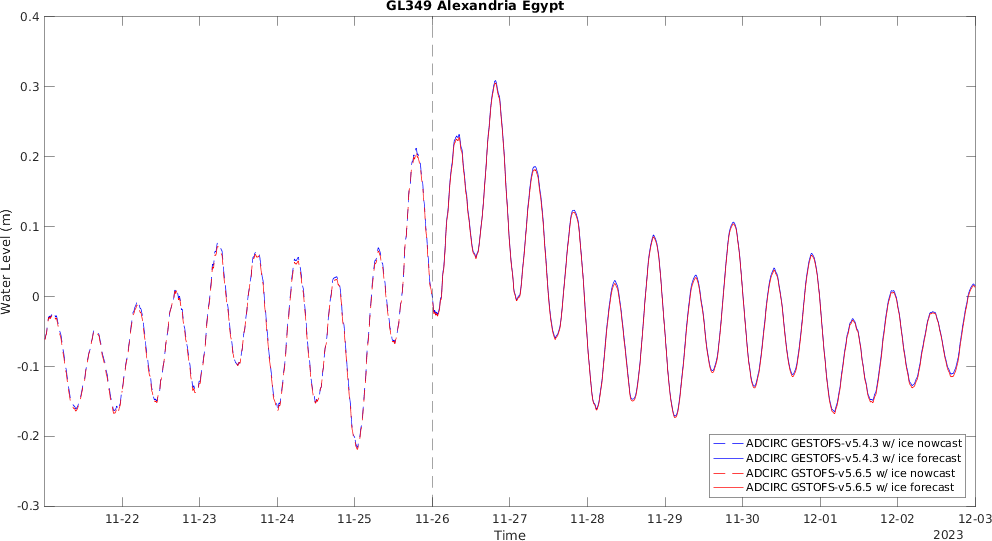 GL349 Alexandria Egypt
0.4
0.3
0.2
0.1
0
-0.1
-0.2
-0.3
Water Level (m)
ADCIRC GESTOFS-v5.4.3 w/ ice nowcast
ADCIRC GESTOFS-v5.4.3 w/ ice forecast
ADCIRC GSTOFS-v5.6.5 w/ ice nowcast
ADCIRC GSTOFS-v5.6.5 w/ ice forecast
11-22 11-23 11-24 11-25 11-26 11-27 11-28 11-29 11-30 12-01 12-02 12-03
Time
2023